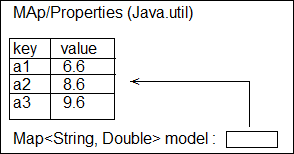 MAp/Properties (Java.util)
key value
a1 6.6
a2 8.6
a3 9.6
Map<String, Double> model :